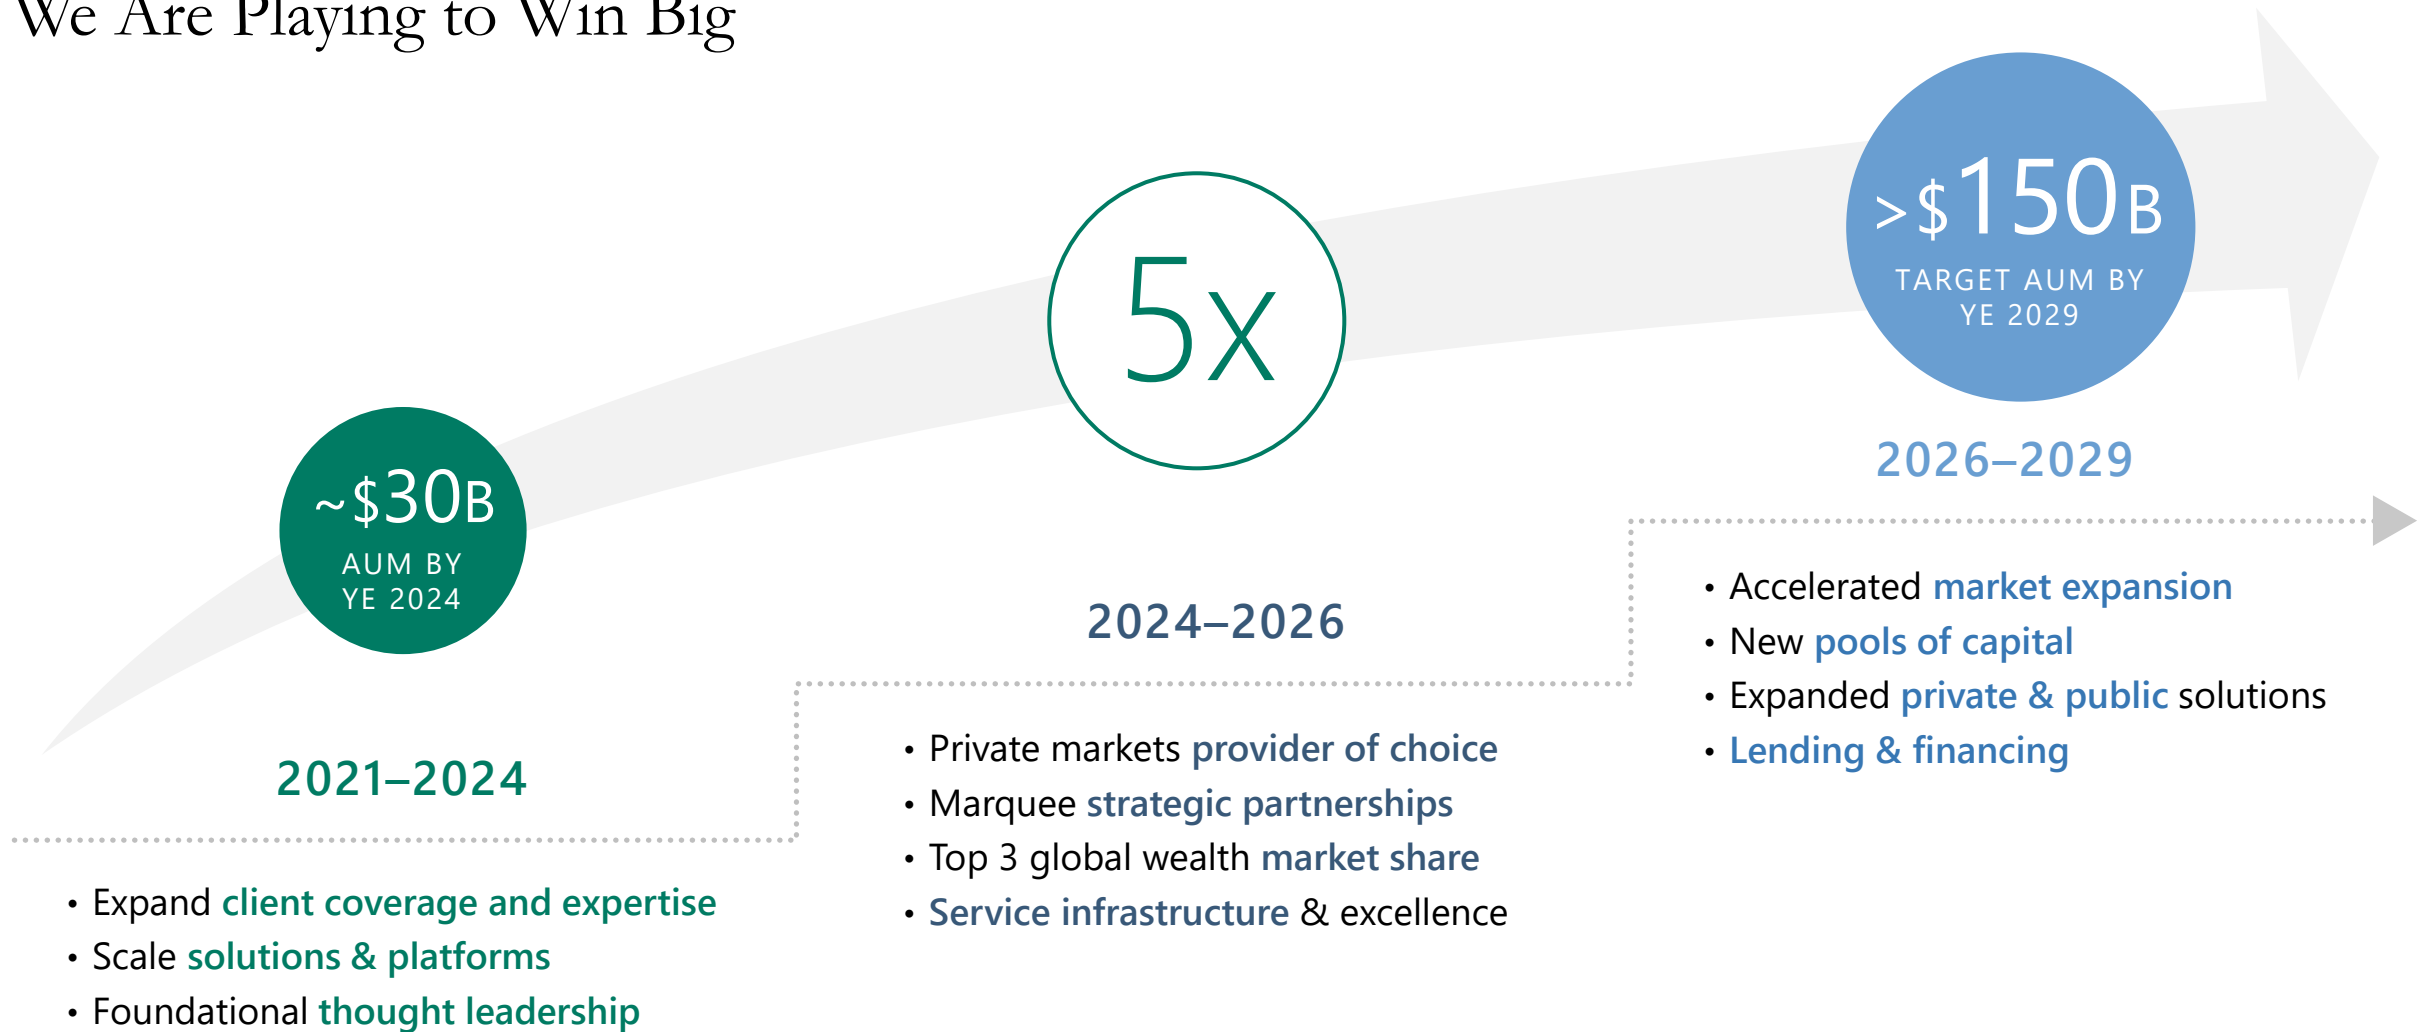 We Are Playing to Win Big
~$30B
AUM BY
YE 2024
5x
>$150B
TARGET AUM BY
YE 2029
2021–2024
• Expand client coverage and expertise
• Scale solutions & platforms
• Foundational thought leadership
2024–2026
• Private markets provider of choice
• Marquee strategic partnerships
• Top 3 global wealth market share
• Service infrastructure & excellence
2026–2029
• Accelerated market expansion
• New pools of capital
• Expanded private & public solutions
• Lending & financing